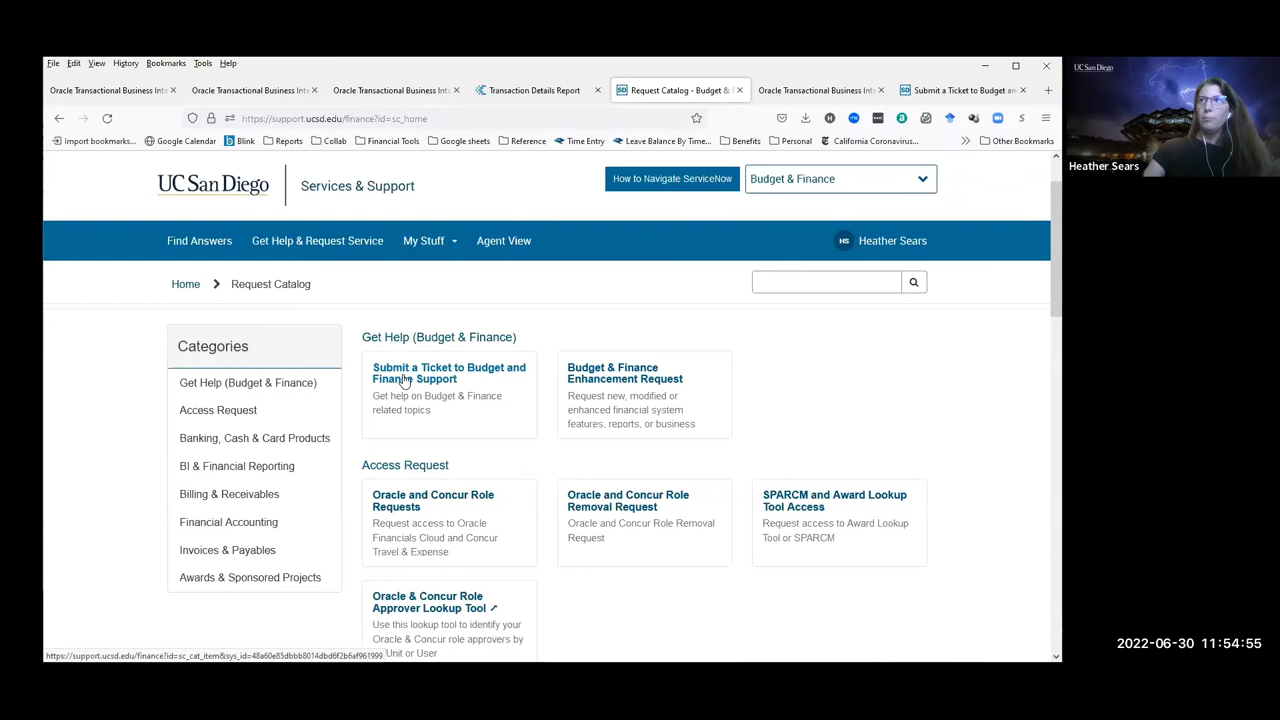 File Edit View History Bookmarks Tools Help
Oracle Transactional Business Inte
Oracle Transactional Business Inte
Oracle Transactional Business Inte
Transaction Details Report
Request Catalog - Budget & F
Oracle Transactional Business Inte
Submit a Ticket to Budget and
https://support.ucsd.edu/finance?id=sc_home
Import bookmarks... Google Calendar Blink Reports Collab Financial Tools Google sheets Reference Time Entry Leave Balance By Time... Benefits Personal California Coronavirus... Other Bookmarks
UC San Diego
Services & Support
How to Navigate ServiceNow
Budget & Finance
Find Answers Get Help & Request Service My Stuff Agent View
HS Heather Sears
Home Request Catalog
Categories
Get Help (Budget & Finance)
Access Request
Banking, Cash & Card Products
BI & Financial Reporting
Billing & Receivables
Financial Accounting
Invoices & Payables
Awards & Sponsored Projects
Get Help (Budget & Finance)
Submit a Ticket to Budget and
Finance Support
Get help on Budget & Finance
related topics
Budget & Finance
Enhancement Request
Request new, modified or
enhanced financial system
features, reports, or business
Access Request
Oracle and Concur Role
Requests
Request access to Oracle
Financials Cloud and Concur
Travel & Expense
Oracle and Concur Role
Removal Request
Oracle and Concur Role Removal
Request
SPARCM and Award Lookup
Tool Access
Request access to Award Lookup
Tool or SPARCM
Oracle & Concur Role
Approver Lookup Tool
Use this lookup tool to identify your
Oracle & Concur role approvers by
Unit or User
https://support.ucsd.edu/finance?id=sc_cat_item&sys_id=48a60e85dbbb8014dbd6f2b6af961999
UC San Diego
Heather Sears
2022-06-30 11:54:55